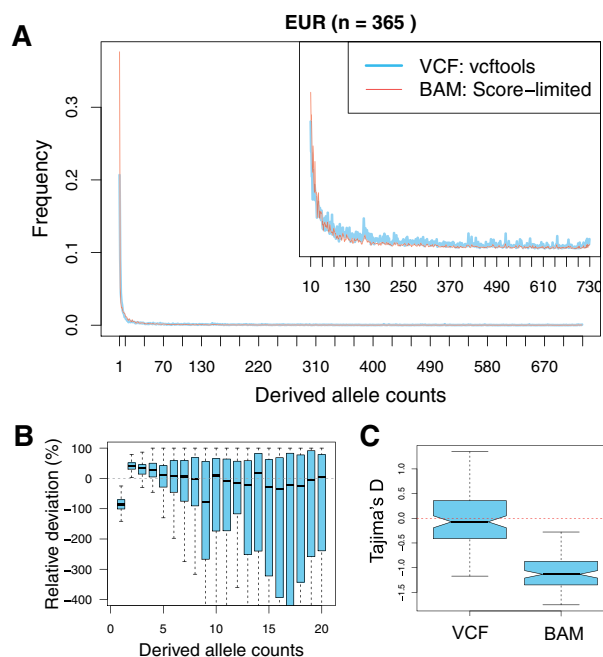 A
EUR (n = 365 )
VCF: vcftools
BAM: Score−limited
Frequency
0.3
0.2
0.1
0.0
10 130 250 370 490 610 730
1 70 130 220 310 400 490 580 670
Derived allele counts
B
Relative deviation (%)
100
0
-100
-200
-300
-400
0 5 10 15 20
Derived allele counts
C
Tajima's D
1.0
0.5
0.0
−0.5
−1.0
−1.5
VCF BAM